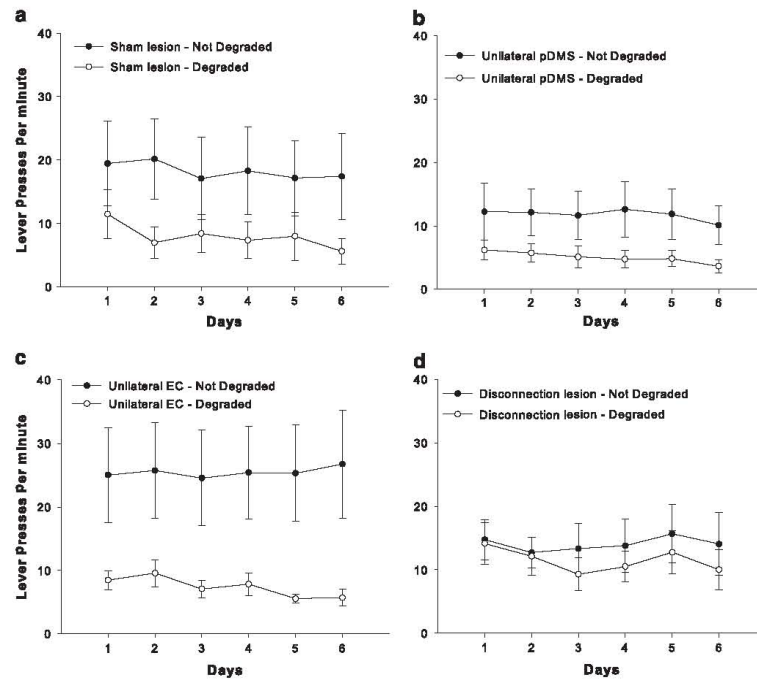 a
Sham lesion - Not Degraded
Sham lesion - Degraded
Lever Presses Per minute
40
30
20
10
0
1 2 3 4 5 6
Days
b
Unilateral pDMS - Not Degraded
Unilateral pDMS - Degraded
40
30
20
10
0
1 2 3 4 5 6
Days
c
Unilateral EC - Not Degraded
Unilateral EC - Degraded
Lever Presses Per minute
40
30
20
10
0
1 2 3 4 5 6
Days
d
Disconnection lesion - Not Degraded
Disconnection lesion - Degraded
40
30
20
10
0
1 2 3 4 5 6
Days